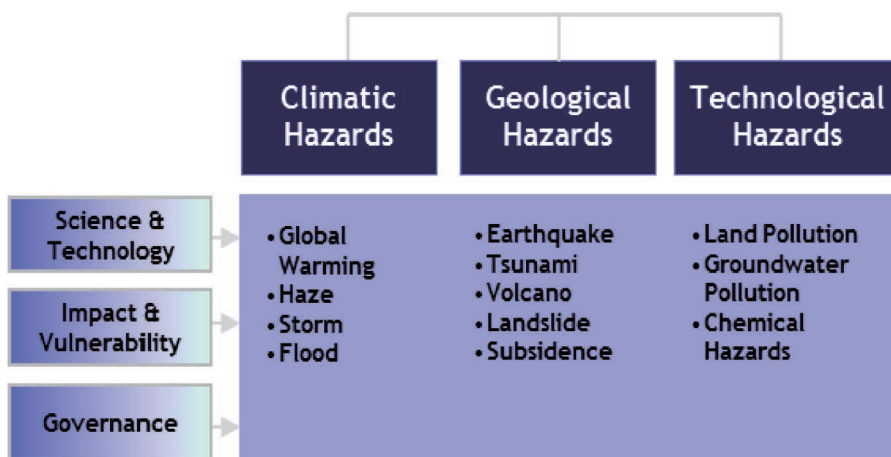 Climatic
Hazards
Geological
Hazards
Technological
Hazards
Science &
Technology
Impact &
Vulnerability
Governance
• Global
Warming
• Haze
• Storm
• Flood
• Earthquake
• Tsunami
• Volcano
• Landslide
• Subsidence
• Land Pollution
• Groundwater
Pollution
• Chemical
Hazards